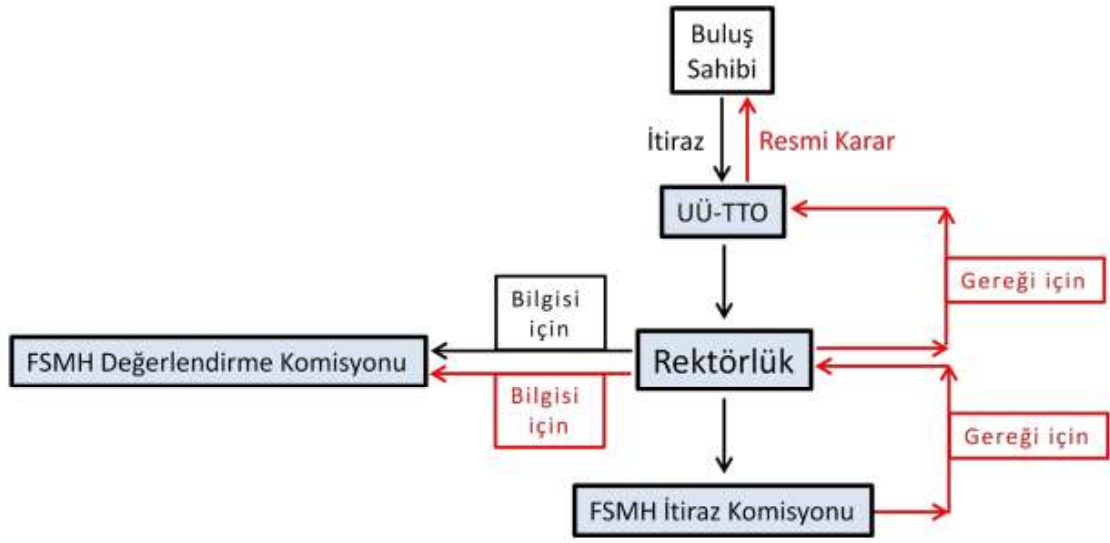 Buluş
Sahibi
İtiraz
Resmi Karar
UÜ-TTO
Gereği için
Bilgisi
için
FSMH Değerlendirme Komisyonu
Rektörlük
Bilgisi
için
Gereği için
FSMH İtiraz Komisyonu